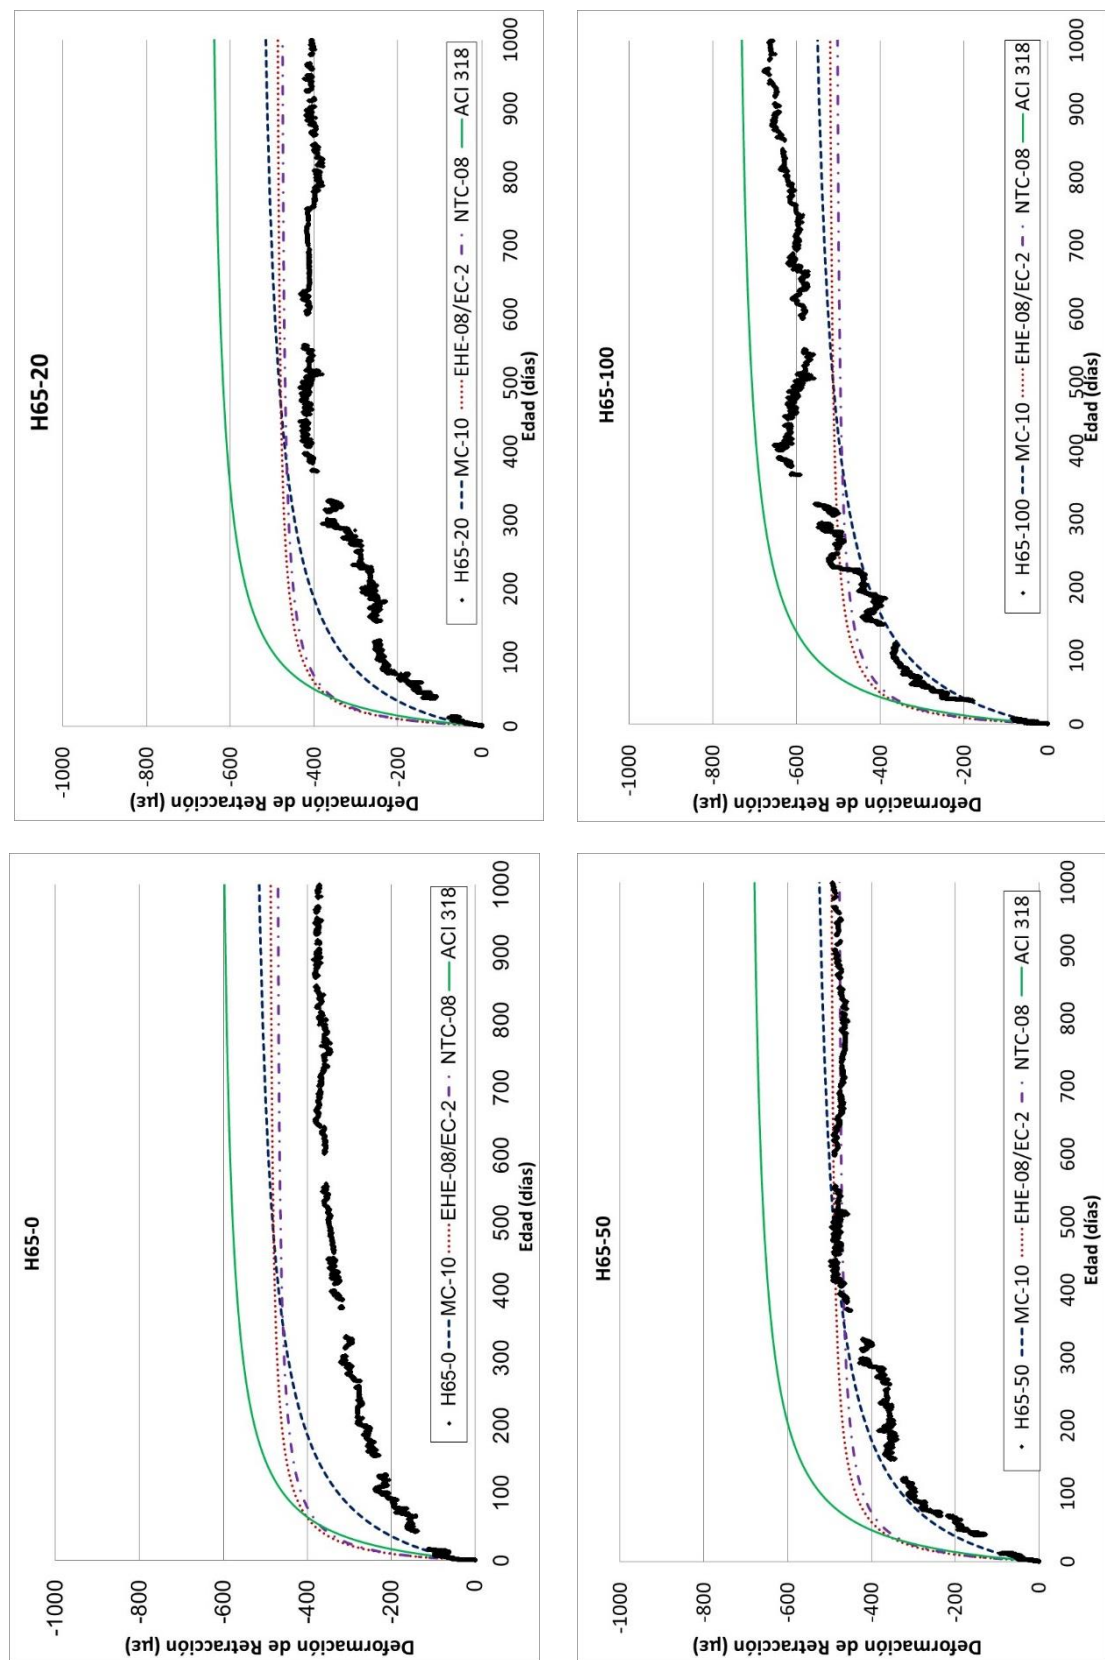 H65-0
Deformación de Retracción (με)
-1000
-800
-600
-400
-200
0
H65-0 MC-10 EHE-08/EC-2 NTC-08 ACI 318
0 100 200 300 400 500 600 700 800 900 1000
Edad (días)
H65-20
Deformación de Retracción (με)
-1000
-800
-600
-400
-200
0
H65-20 MC-10 EHE-08/EC-2 NTC-08 ACI 318
0 100 200 300 400 500 600 700 800 900 1000
Edad (días)
H65-50
Deformación de Retracción (με)
-1000
-800
-600
-400
-200
0
H65-50 MC-10 EHE-08/EC-2 NTC-08 ACI 318
0 100 200 300 400 500 600 700 800 900 1000
Edad (días)
H65-100
Deformación de Retracción (με)
-1000
-800
-600
-400
-200
0
H65-100 MC-10 EHE-08/EC-2 NTC-08 ACI 318
0 100 200 300 400 500 600 700 800 900 1000
Edad (días)